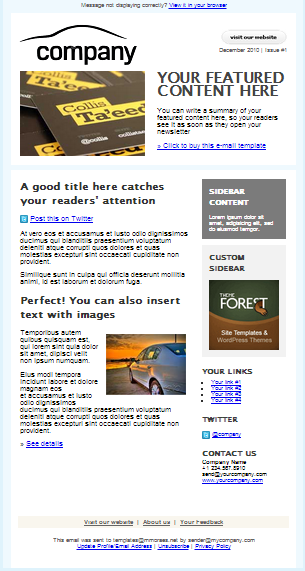 Message not displaying correctly? View it in your browser
company
visit our website
December 2010 | Issue #1
Collis
Ta'eed
YOUR FEATURED
CONTENT HERE
You can write a summary of your
featured content here, so your readers
see it as soon as they open your
newsletter
» Click to buy this e-mail template
A good title here catches
your readers' attention
Post this on Twitter
At vero eos et accusamus et iusto odio dignissimos
ducimus qui blanditiis praesentium voluptatum
deleniti atque corrupti quos dolores et quas
molestias excepturi sint occaecati cupiditate non
provident.
Similique sunt in culpa qui officia deserunt mollitia
animi, id est laborum et dolorum fuga.
Perfect! You can also insert
text with images
Temporibus autem
quibus quisquam est,
qui lorem sint quia dolor
sit amet, dipisci velit
non ipsum numquam.
Eius modi tempora
incidunt labore et dolore
magnam eos
et accusamus et iusto
odio dignissimos
ducimus qui blanditiis praesentium voluptatum
deleniti atque corrupti quos dolores et quas
molestias excepturi sint occaecati cupiditate non
provident.
» See details
SIDEBAR
CONTENT
Lorem ipsum dolor sit
amet, adipising elit, sed
do eiusmod tempor.
CUSTOM
SIDEBAR
THEME
FOREST
Site Templates &
WordPress Themes
YOUR LINKS
Your link #1
Your link #2
Your link #3
Your link #4
TWITTER
@company
CONTACT US
Company Name
+1 234.567.8910
send@yourcompany.com
www.yourcompany.com
Visit our website | About us | Your Feedback
This email was sent to templates@mmoraes.net by sender@mycompany.com
Update Profile/Email Address | Unsubscribe | Privacy Policy